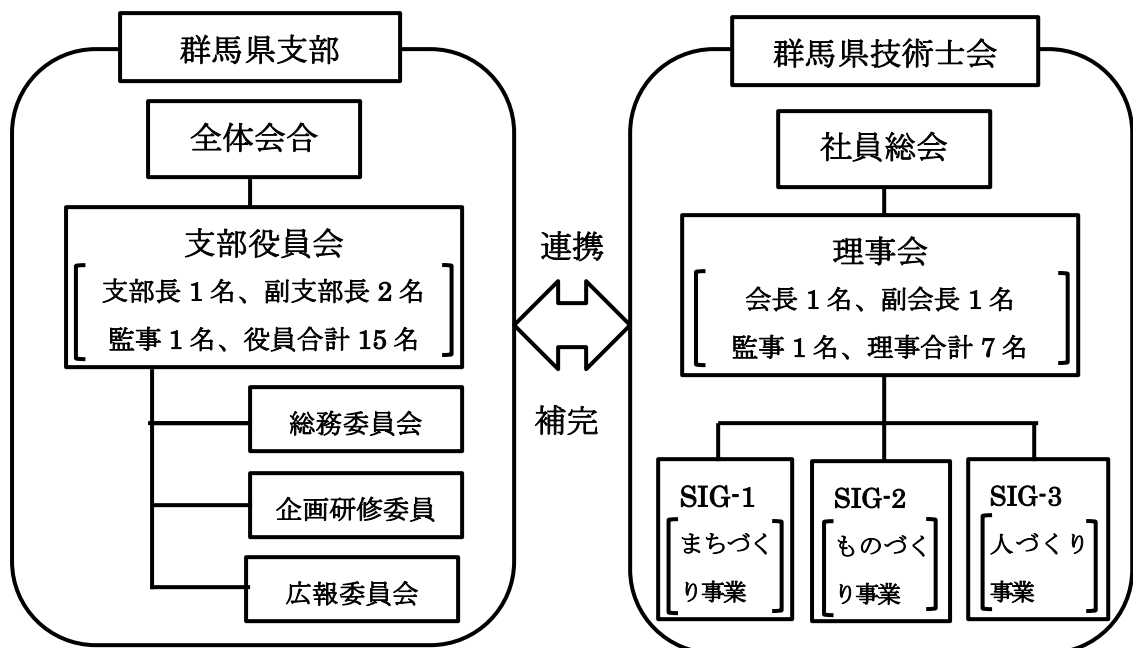 群馬県支部
全体会合
支部役員会
支部長 1 名、副支部長 2 名
監事 1 名、役員合計 15 名
総務委員会
企画研修委員
広報委員会
連携
補完
群馬県技術士会
社員総会
理事会
会長 1 名、副会長 1 名
監事 1 名、理事合計 7 名
SIG-1
まちづく
り事業
SIG-2
ものづく
り事業
SIG-3
人づくり
事業